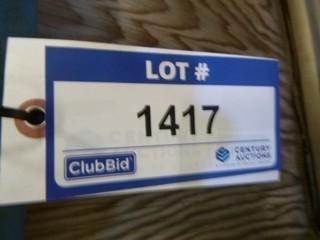 LOT #
1417
ClubBid
CENTURY
AUCTIONS